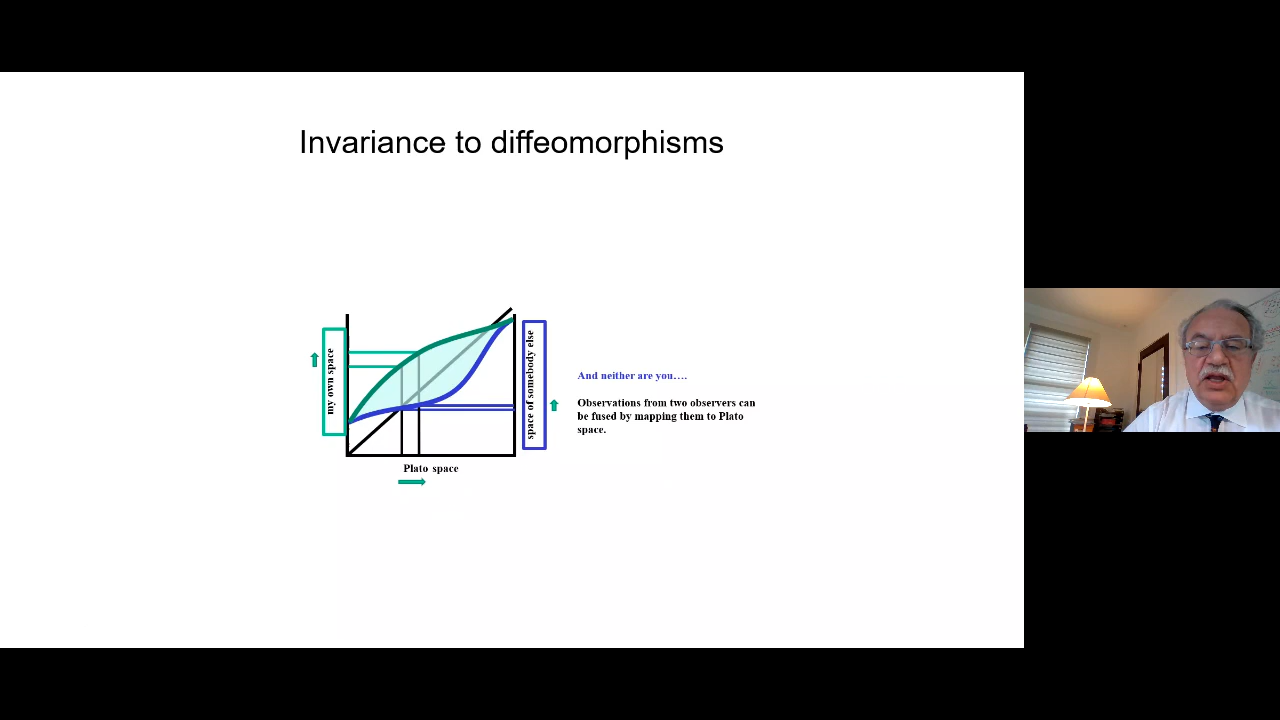 Invariance to diffeomorphisms
my own space
space of somebody else
And neither are you....
Observations from two observers can
be fused by mapping them to Plato
space.
Plato space